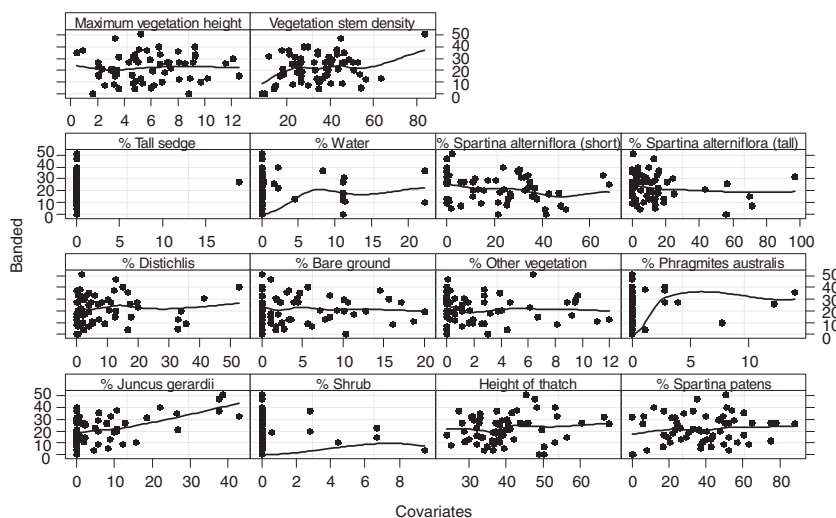 Maximum vegetation height Vegetation stem density
50
40
30
20
10
0
0 2 4 6 8 10 12 20 40 60 80
% Tall sedge % Water % Spartina alterniflora (short) % Spartina alterniflora (tall)
50
40
30
20
10
0
0 5 10 15 0 5 10 15 20 0 20 40 60 0 20 40 60 80 100
% Distichlis % Bare ground % Other vegetation % Phragmites australis
50
40
30
20
10
0
0 10 20 30 40 50 0 5 10 15 20 0 2 4 6 8 10 12 0 5 10
% Juncus gerardii % Shrub Height of thatch % Spartina patens
50
40
30
20
10
0
0 10 20 30 40 0 2 4 6 8 30 40 50 60 0 20 40 60 80
Banded
Covariates